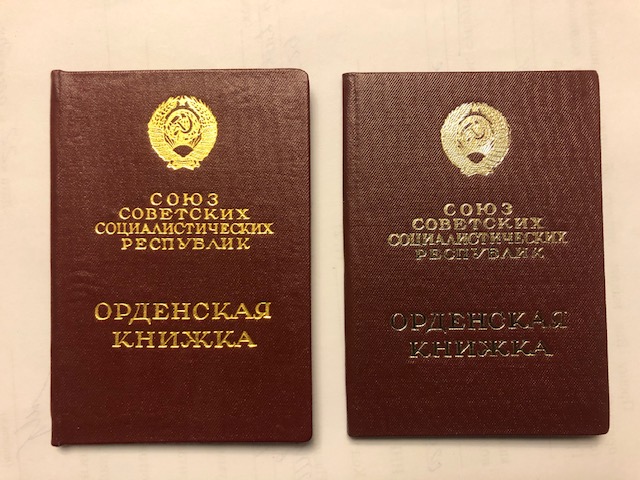 СОЮЗ
СОВЕТСКИХ
СОЦИАЛИСТИЧЕСКИХ
РЕСПУБЛИК
ОРДЕНСКАЯ
КНИЖКА
СОЮЗ
СОВЕТСКИХ
СОЦИАЛИСТИЧЕСКИХ
РЕСПУБЛИК
ОРДЕНСКАЯ
КНИЖКА